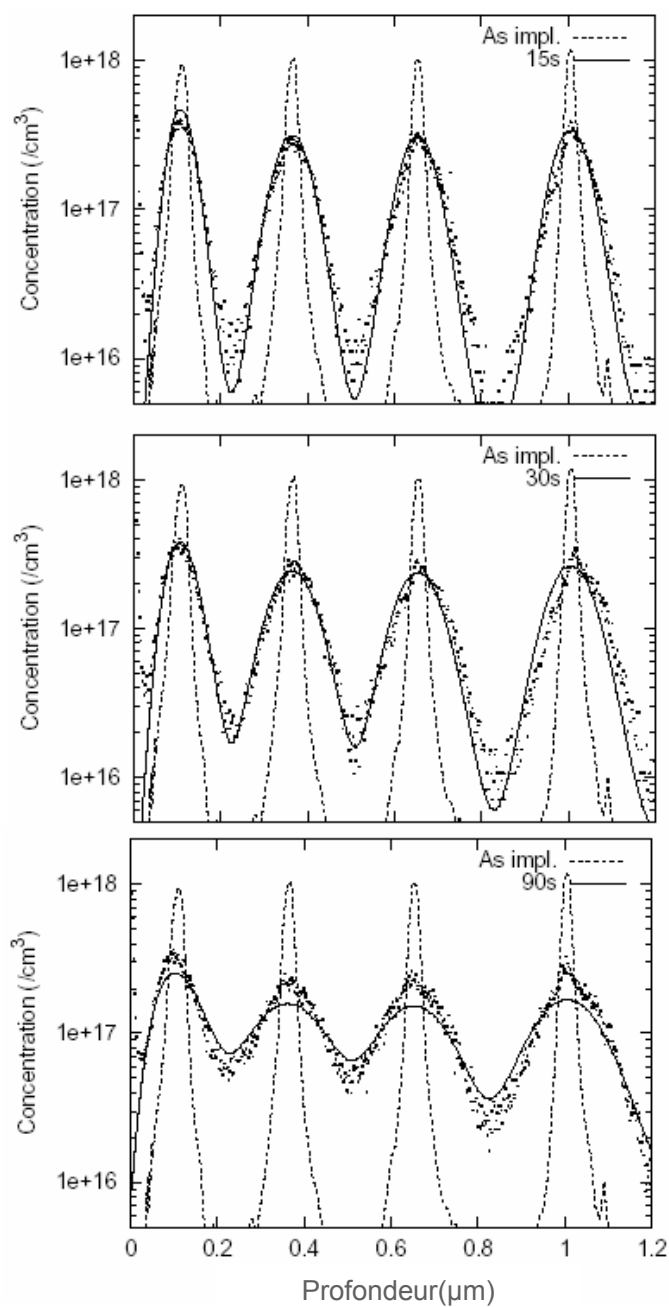 As impl.
15s
1e+18
1e+17
1e+16
Concentration (/cm³)
As impl.
30s
1e+18
1e+17
1e+16
Concentration (/cm³)
As impl.
90s
1e+18
1e+17
1e+16
Concentration (/cm³)
0 0.2 0.4 0.6 0.8 1 1.2
Profondeur(µm)